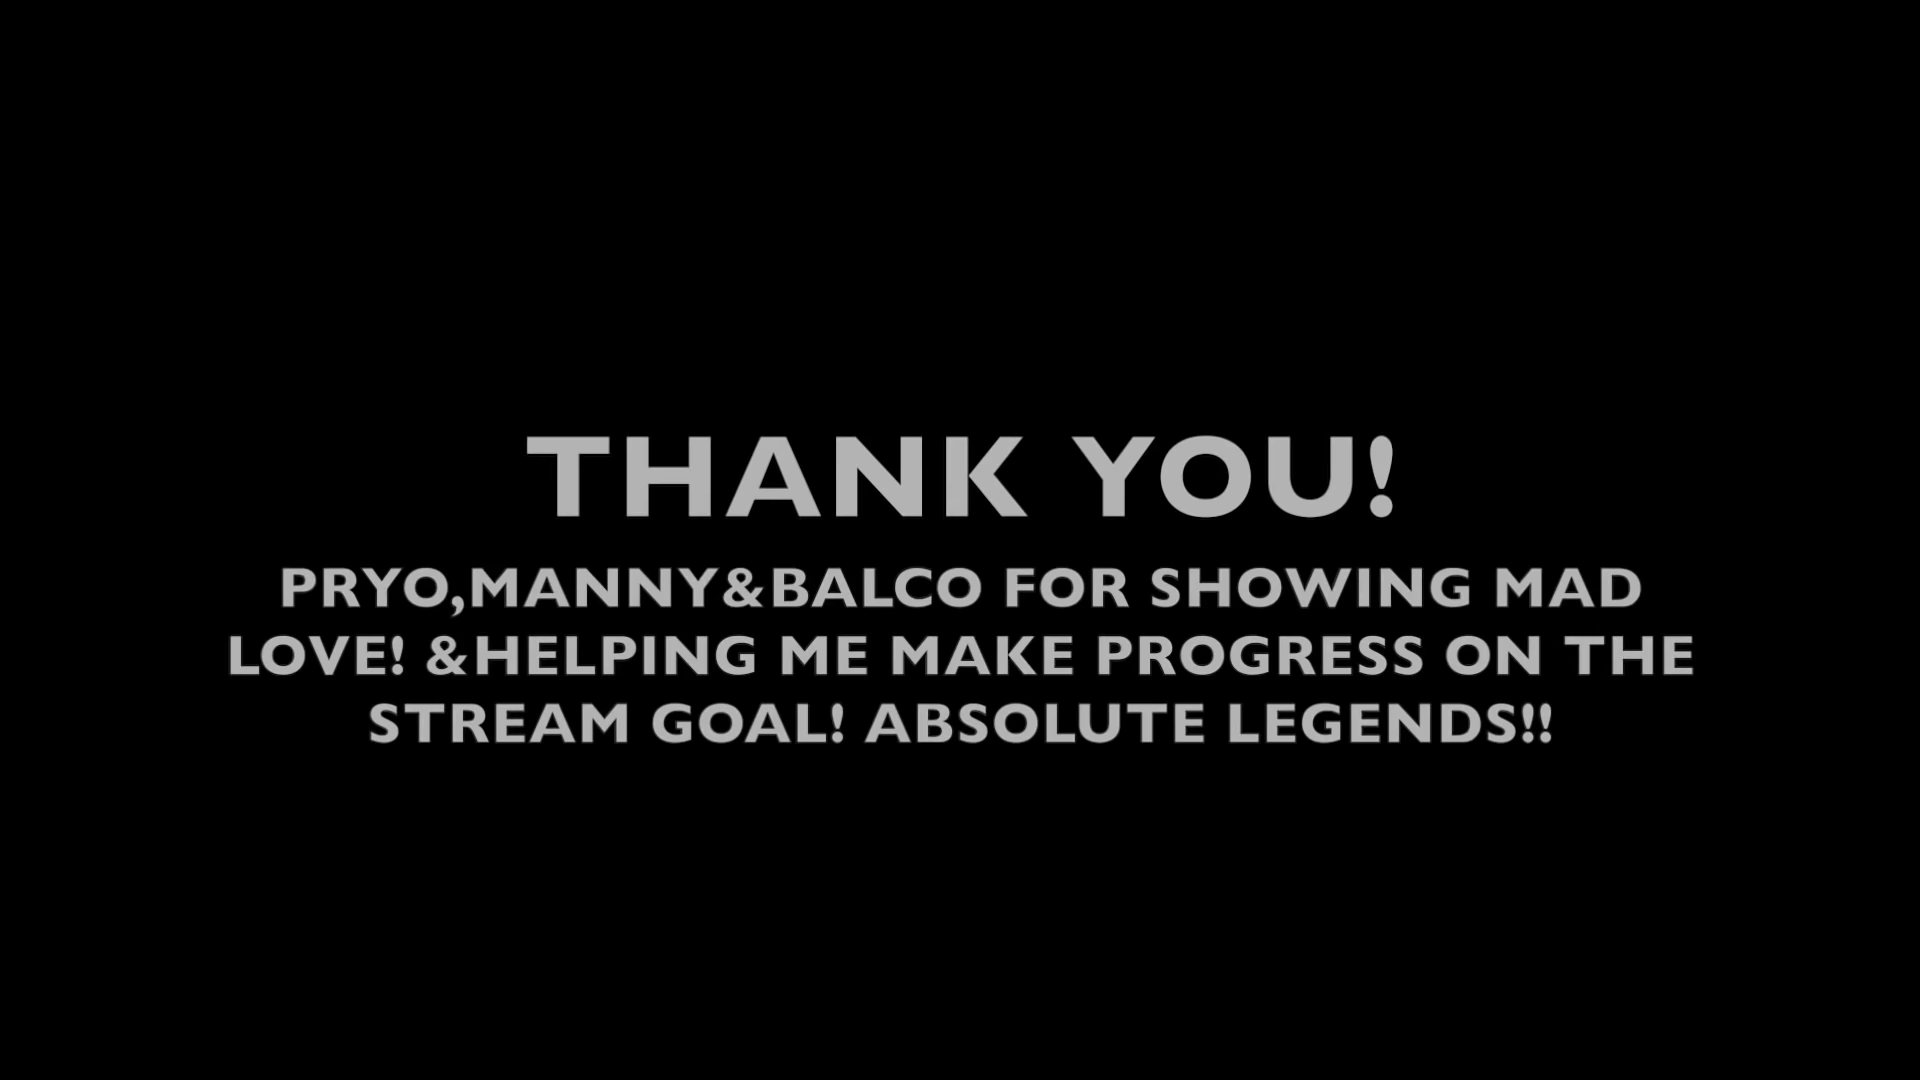 THANK YOU!
PRYO,MANNY&BALCO FOR SHOWING MAD
LOVE! &HELPING ME MAKE PROGRESS ON THE
STREAM GOAL! ABSOLUTE LEGENDS!!